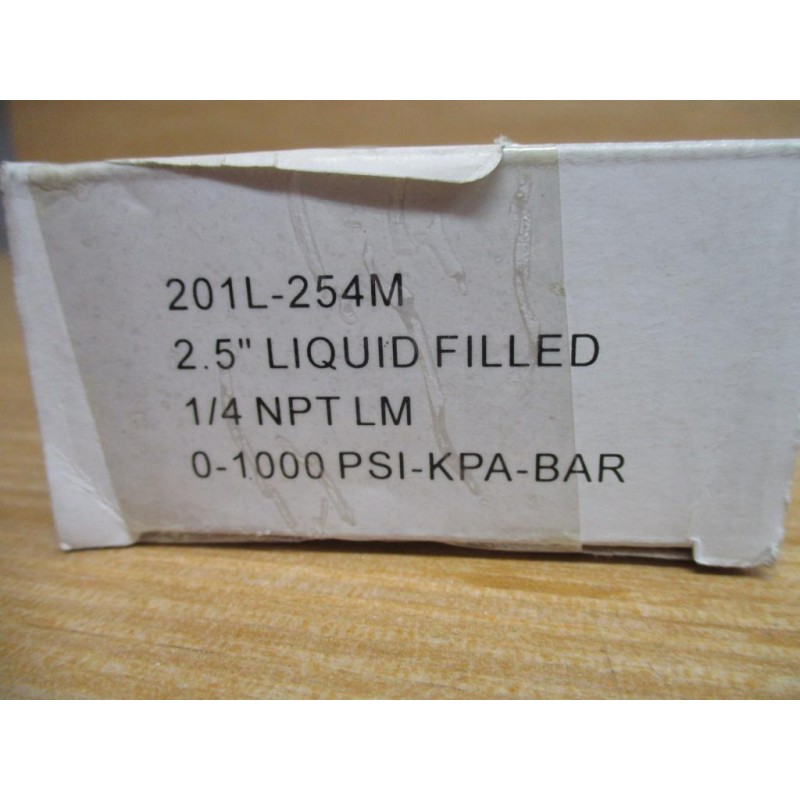 201L-254M
2.5" LIQUID FILLED
1/4 NPT LM
0-1000 PSI-KPA-BAR